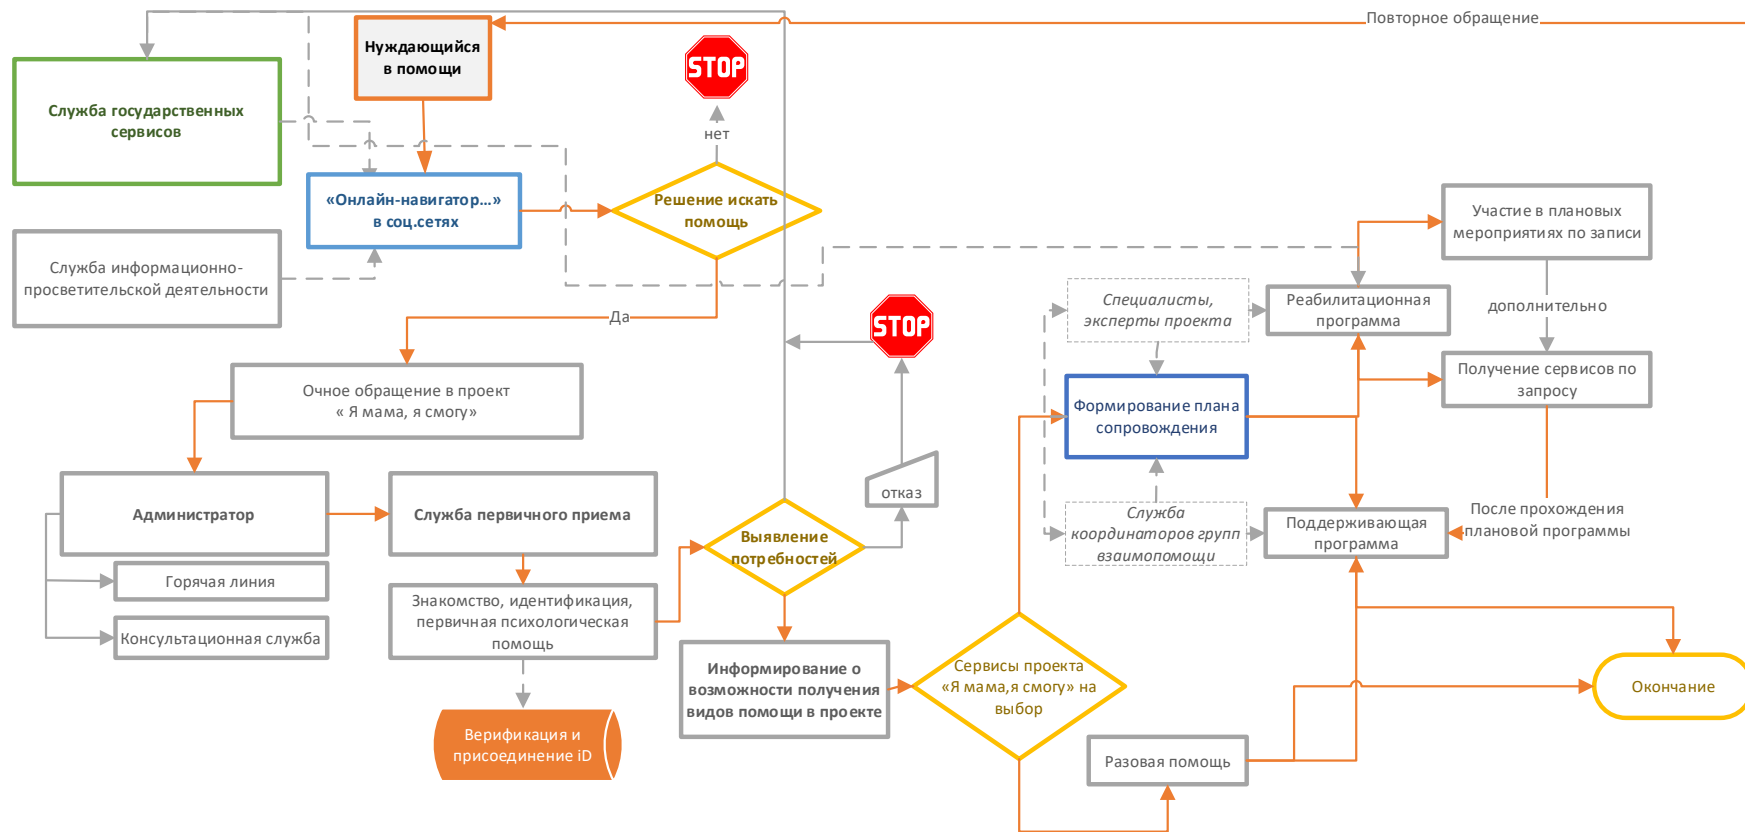 Повторное обращение
Нуждающийся
в помощи
STOP
Служба государственных
сервисов
нет
«Онлайн-навигатор…»
в соц.сетях
Решение искать
помощь
Служба информационно-
просветительской деятельности
Да
STOP
Участие в плановых
мероприятиях по записи
Специалисты,
эксперты проекта
Реабилитационная
программа
дополнительно
Очное обращение в проект
« Я мама, я смогу»
Формирование плана
сопровождения
Получение сервисов по
запросу
Администратор
Служба первичного приема
отказ
Выявление
потребностей
Служба
координаторов групп
взаимопомощи
Поддерживающая
программа
После прохождения
плановой программы
Горячая линия
Консультационная служба
Знакомство, идентификация,
первичная психологическая
помощь
Информирование о
возможности получения
видов помощи в проекте
Сервисы проекта
«Я мама,я смогу» на
выбор
Окончание
Верификация и
присоединение iD
Разовая помощь